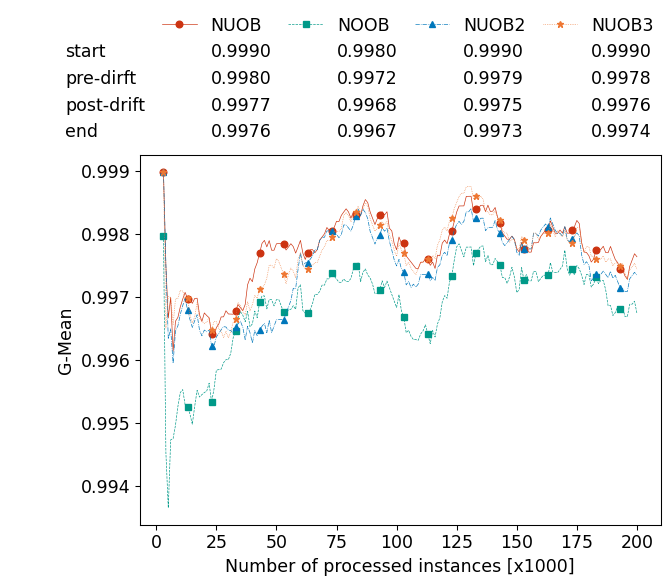 NUOB NOOB NUOB2 NUOB3
start 0.9990 0.9980 0.9990 0.9990
pre-dirft 0.9980 0.9972 0.9979 0.9978
post-drift 0.9977 0.9968 0.9975 0.9976
end 0.9976 0.9967 0.9973 0.9974
0.999
0.998
0.997
0.996
0.995
0.994
G-Mean
0 25 50 75 100 125 150 175 200
Number of processed instances [x1000]